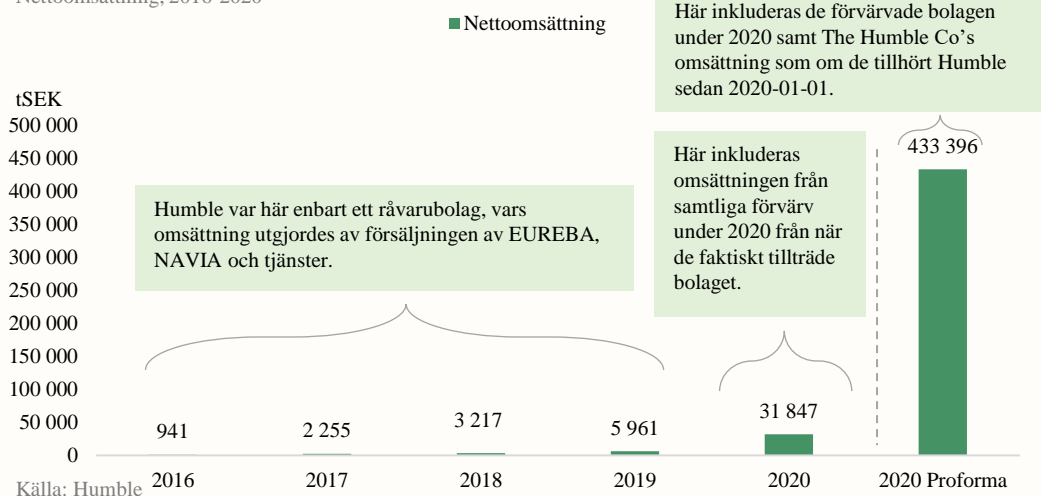 Nettoomsättning, 2016-2020
Nettoomsättning
Här inkluderas de förvärvade bolagen
under 2020 samt The Humble Co's
omsättning som om de tillhört Humble
sedan 2020-01-01.
tSEK
500 000
450 000
400 000
350 000
300 000
250 000
200 000
150 000
100 000
50 000
0
Humble var här enbart ett råvarubolag, vars
omsättning utgjordes av försäljningen av EUREBA,
NAVIA och tjänster.
Här inkluderas
omsättningen från
samtliga förvärv
under 2020 från när
de faktiskt tillträde
bolaget.
433 396
941
2 255
3 217
5 961
31 847
2016
2017
2018
2019
2020
2020 Proforma
Källa: Humble